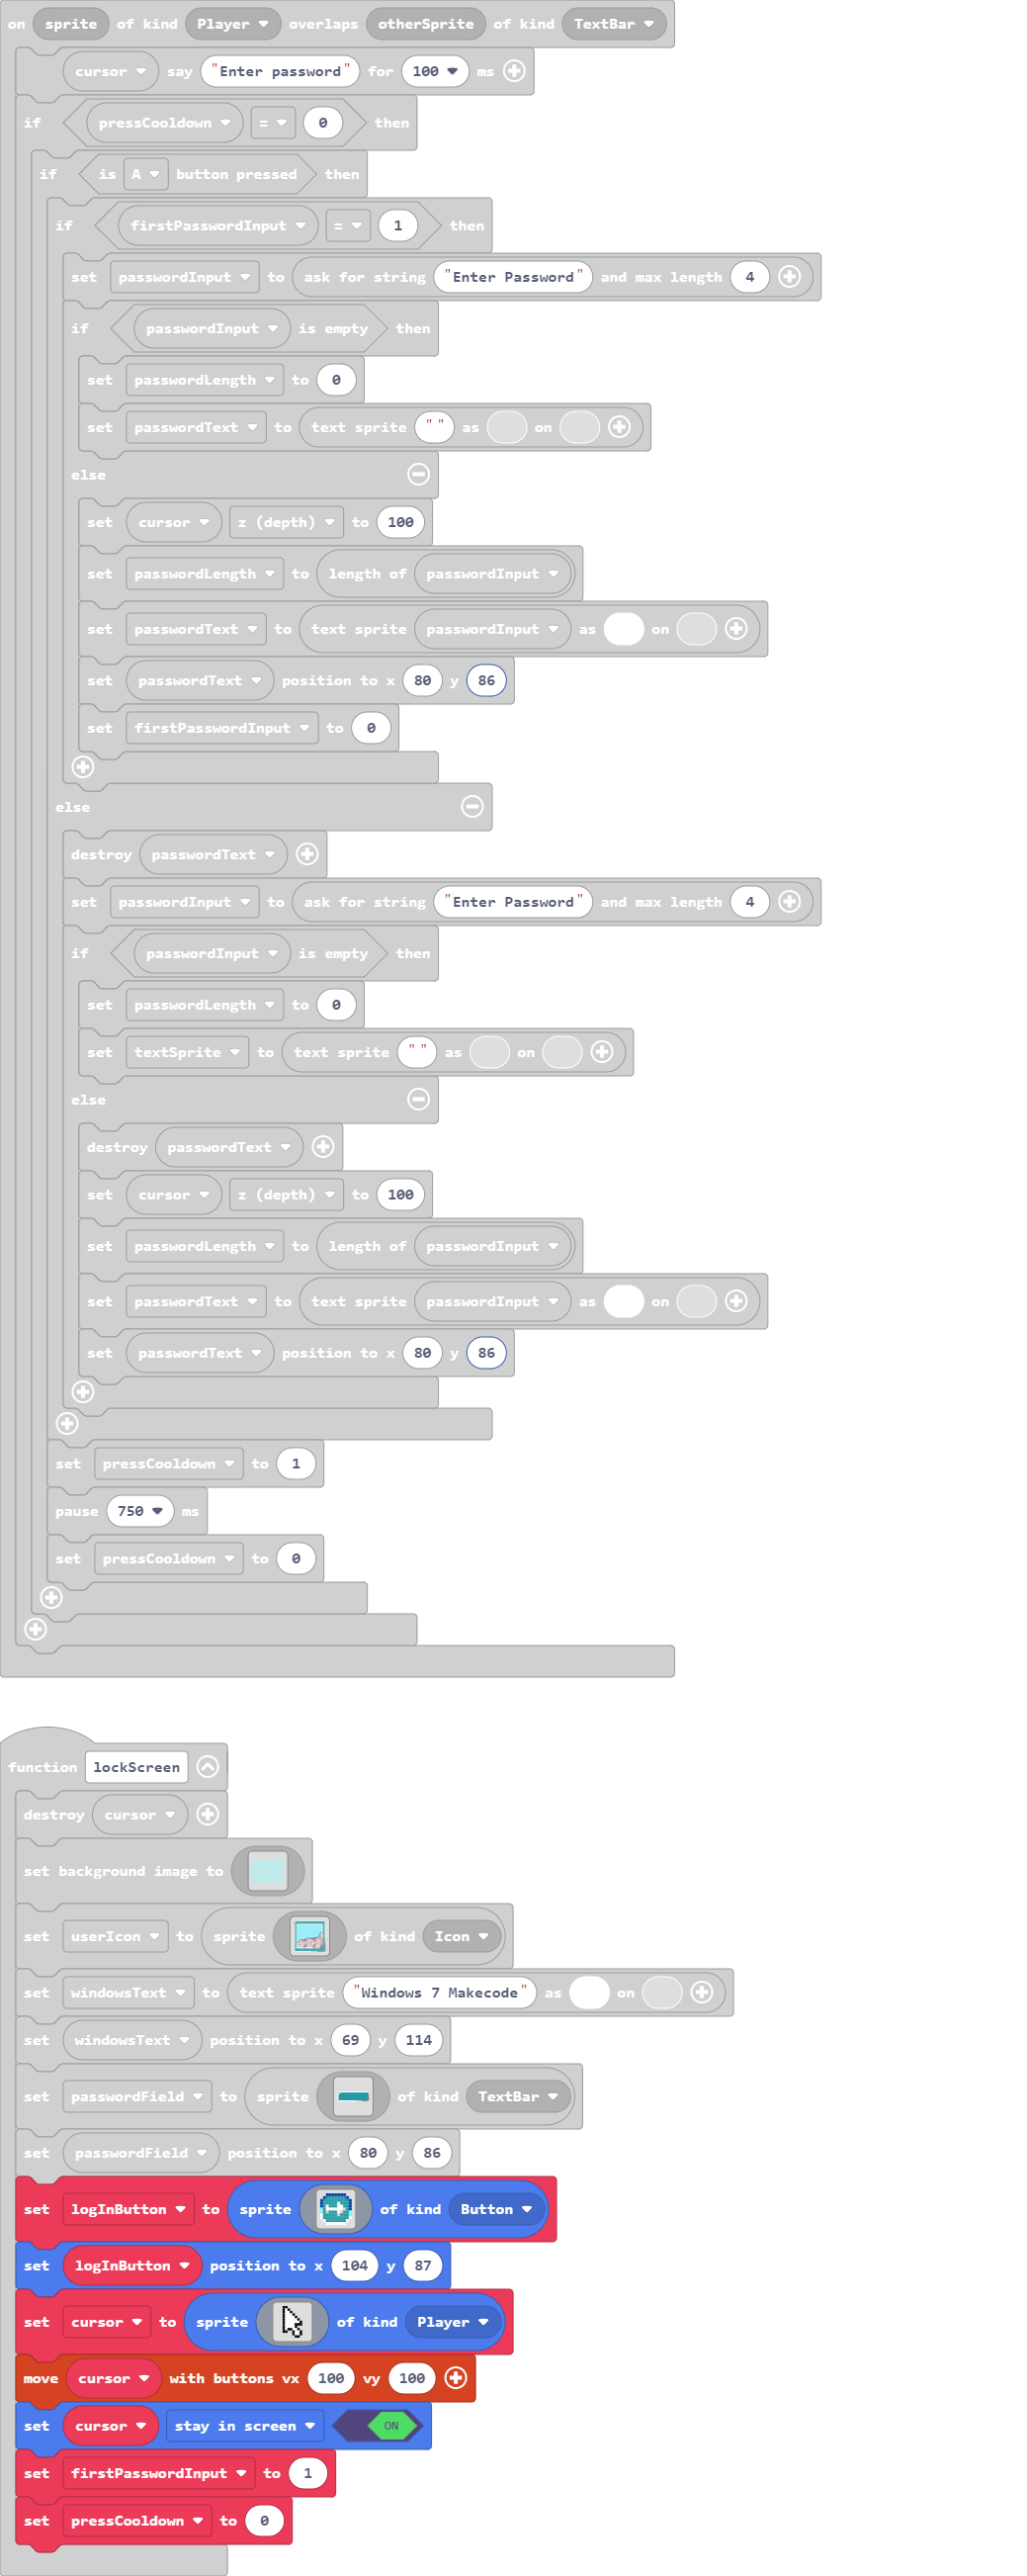 on sprite of kind Player overlaps otherSprite of kind TextBar
cursor say "Enter password" for 100 ms
if pressCooldown = 0 then
if is A button pressed then
if firstPasswordInput = 1 then
set passwordInput to ask for string "Enter Password" and max length 4
if passwordInput is empty then
set passwordLength to 0
set passwordText to text sprite "" as on
else
set cursor z (depth) to 100
set passwordLength to length of passwordInput
set passwordText to text sprite passwordInput as on
set passwordText position to x 80 y 86
set firstPasswordInput to 0
else
destroy passwordText
set passwordInput to ask for string "Enter Password" and max length 4
if passwordInput is empty then
set passwordLength to 0
set textSprite to text sprite "" as on
else
destroy passwordText
set cursor z (depth) to 100
set passwordLength to length of passwordInput
set passwordText to text sprite passwordInput as on
set passwordText position to x 80 y 86
set pressCooldown to 1
pause 750 ms
set pressCooldown to 0
function lockScreen
destroy cursor
set background image to
set userIcon to sprite of kind Icon
set windowsText to text sprite "Windows 7 Makecode" as on
set windowsText position to x 69 y 114
set passwordField to sprite of kind TextBar
set passwordField position to x 80 y 86
set logInButton to sprite of kind Button
set logInButton position to x 104 y 87
set cursor to sprite of kind Player
move cursor with buttons vx 100 vy 100
set cursor stay in screen ON
set firstPasswordInput to 1
set pressCooldown to 0